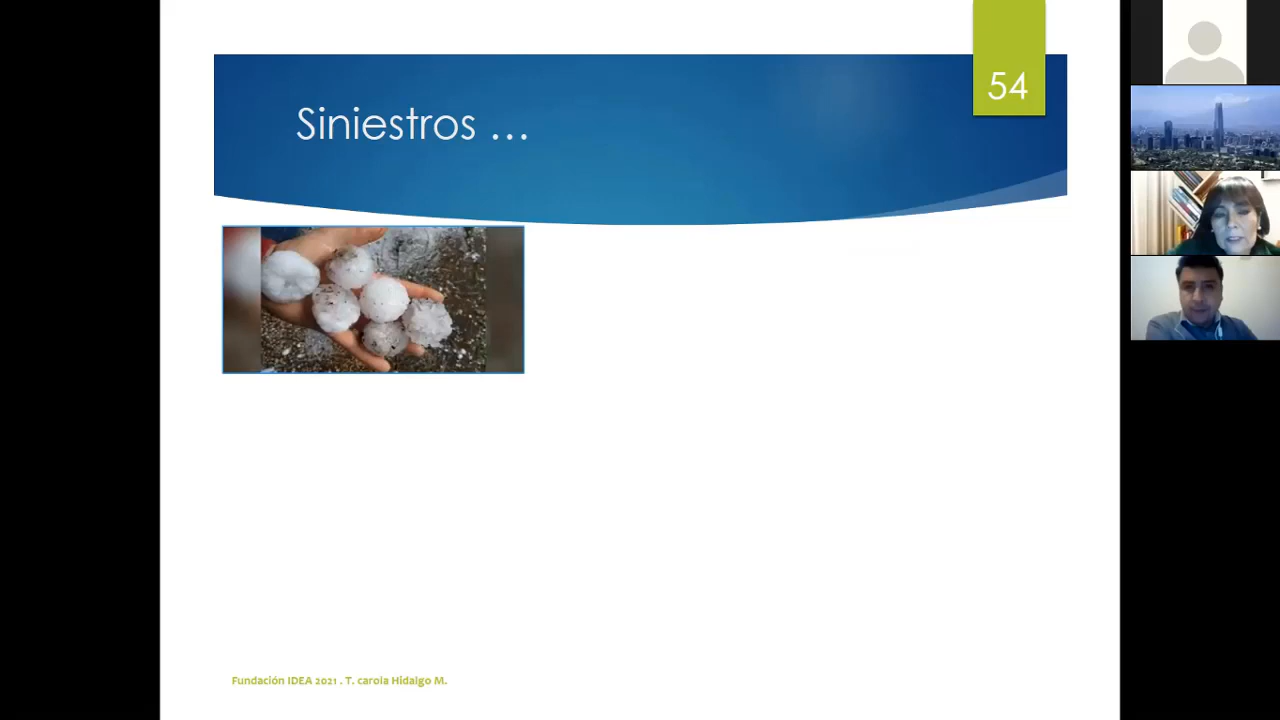 54
Siniestros ...
Fundación IDEA 2021 . T. carola Hidalgo M.